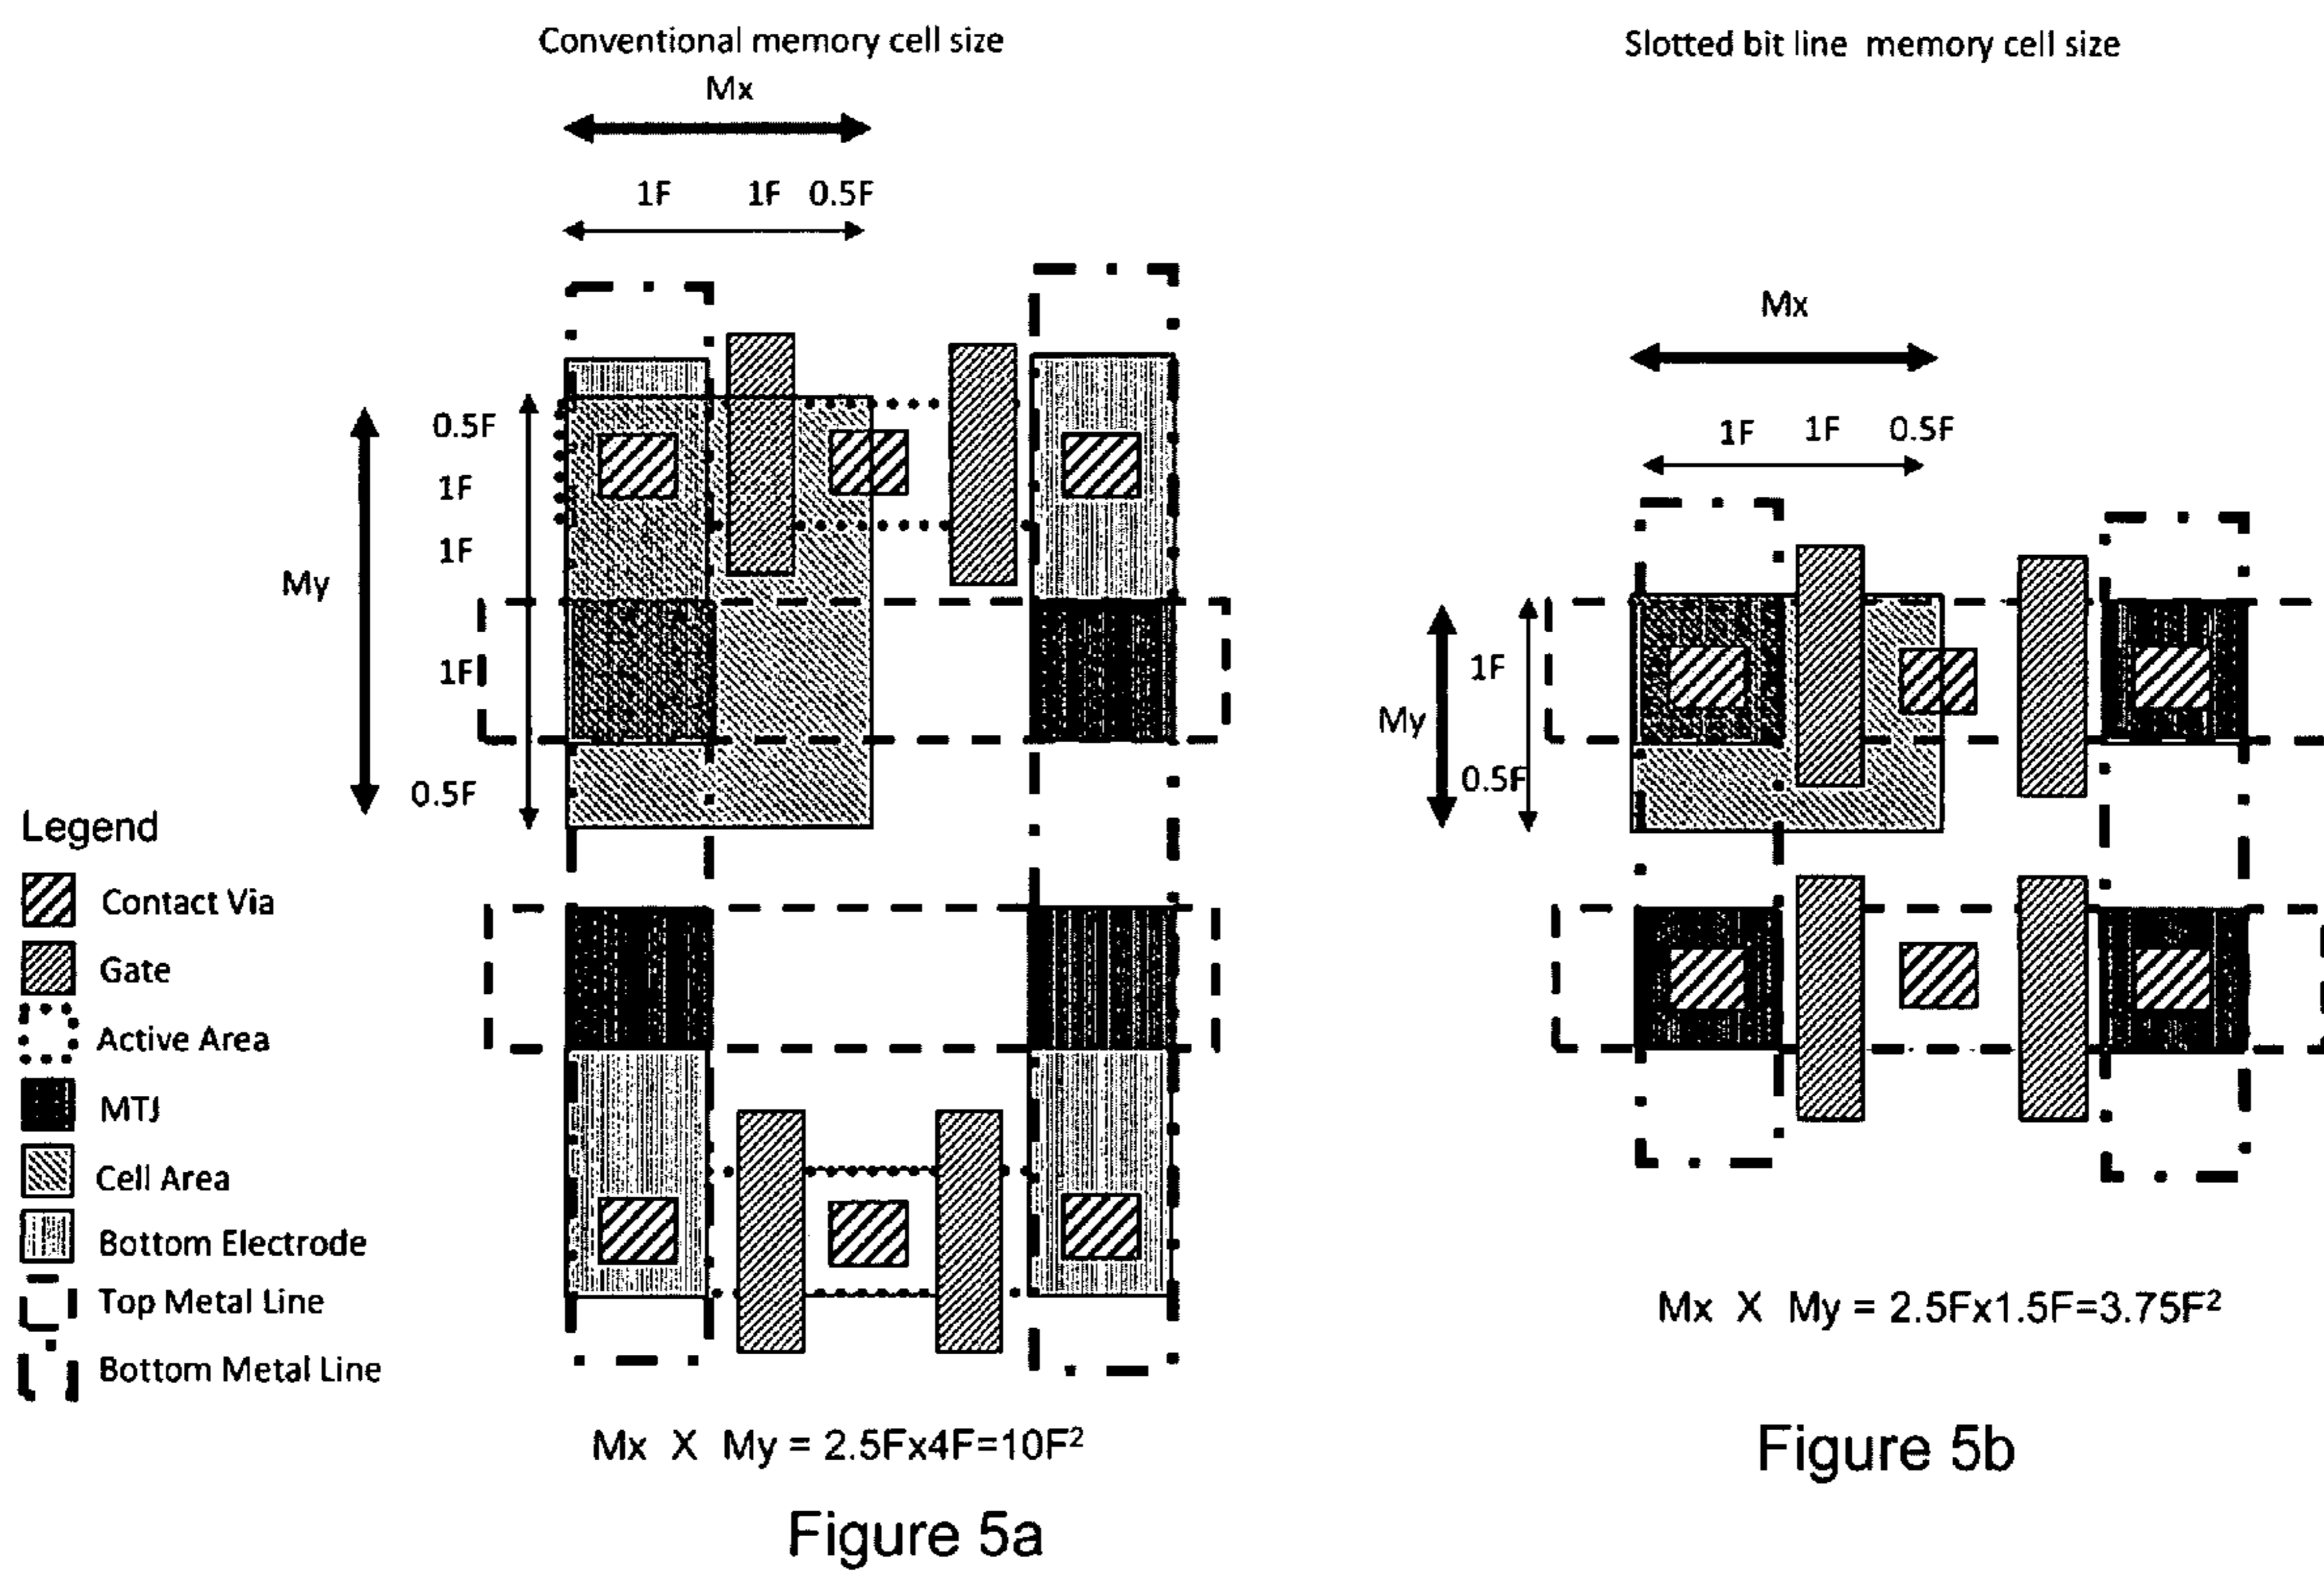 Conventional memory cell size
Mx
1F 1F 0.5F
My
0.5F
1F
1F
1F
0.5F
Legend
Contact Via
Gate
Active Area
MTJ
Cell Area
Bottom Electrode
Top Metal Line
Bottom Metal Line
Mx X My = 2.5Fx4F=10F²
Figure 5a
Slotted bit line memory cell size
Mx
1F 1F 0.5F
My
1F
0.5F
Mx X My = 2.5Fx1.5F=3.75F²
Figure 5b